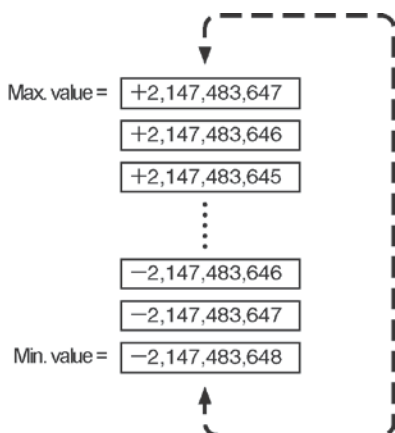 Max. value = +2,147,483,647
+2,147,483,646
+2,147,483,645
−2,147,483,646
−2,147,483,647
Min. value = −2,147,483,648